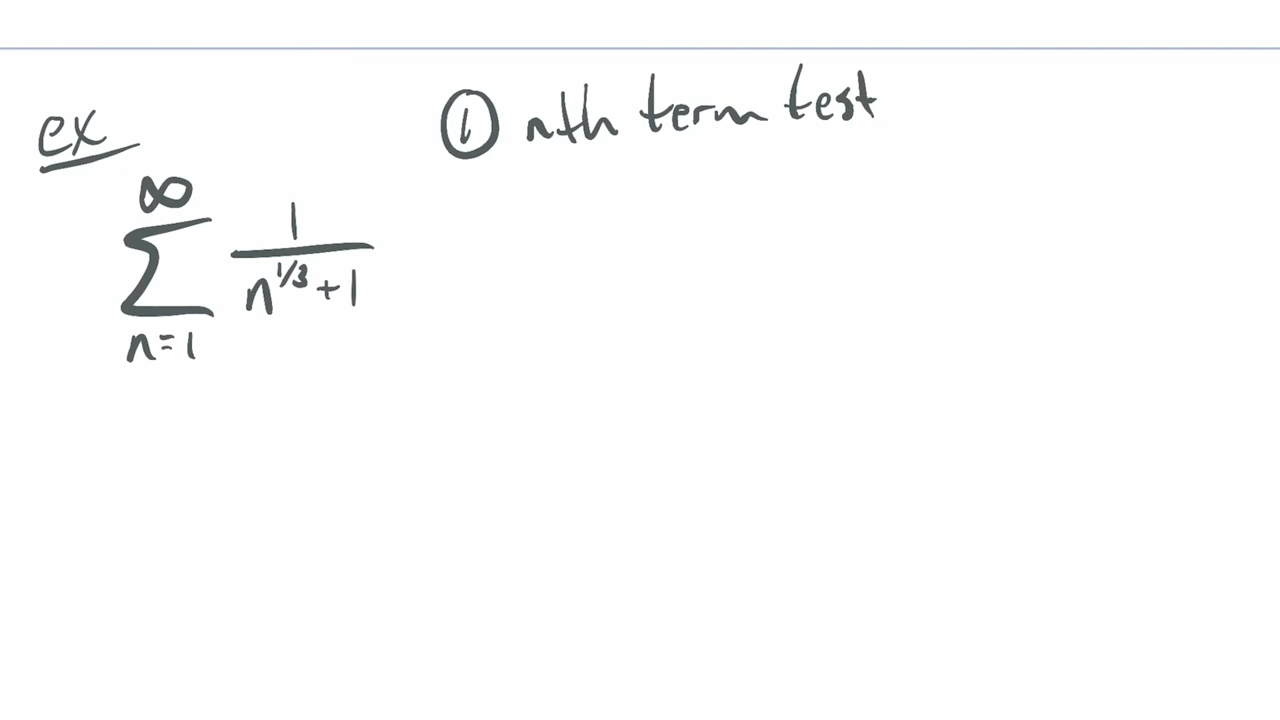 ex
① nth term test
∞
Σ 1/(n^{1/3}+1)
n=1